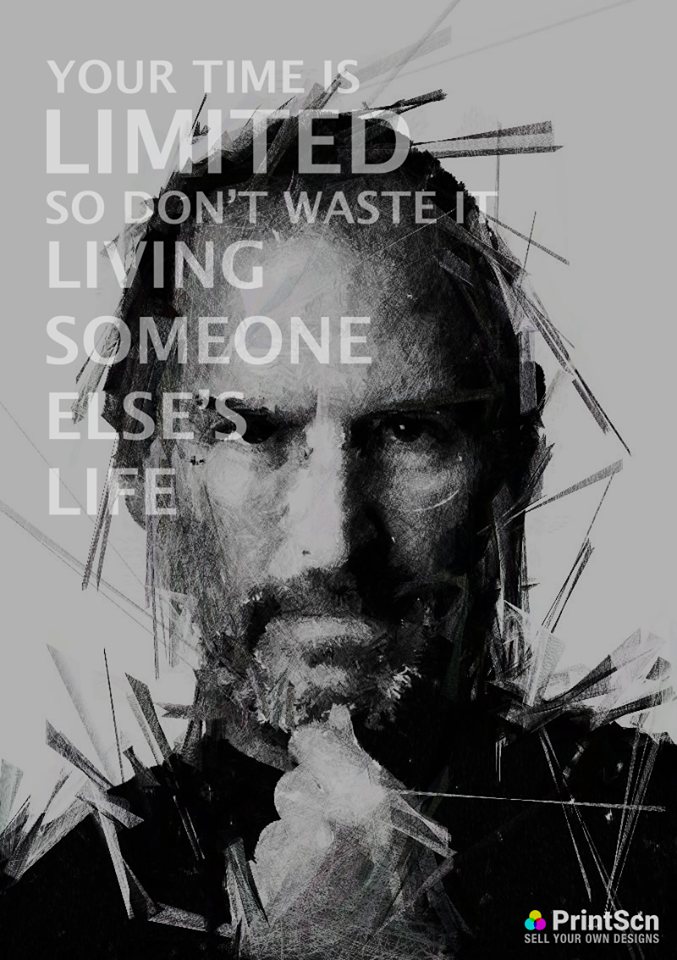 YOUR TIME IS
LIMITED
SO DON'T WASTE IT
LIVING
SOMEONE
ELSE'S
LIFE
PrintScn
SELL YOUR OWN DESIGNS